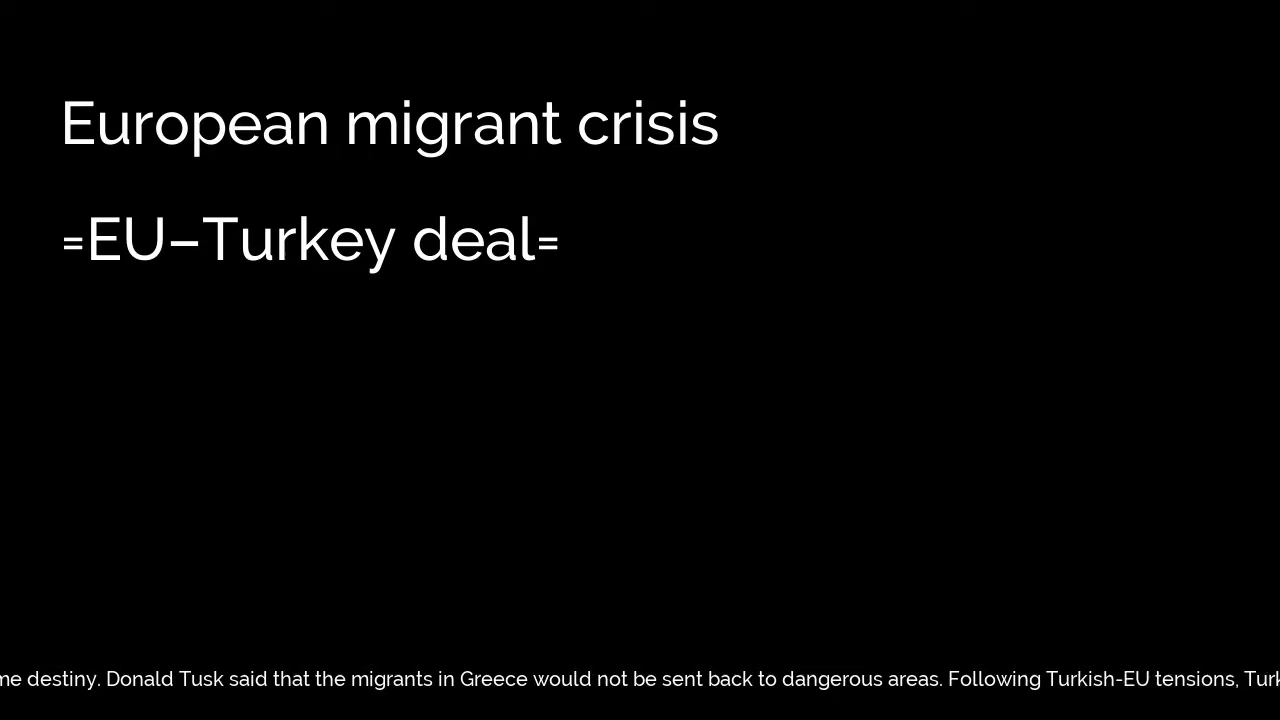 European migrant crisis
=EU–Turkey deal=
destiny. Donald Tusk said that the migrants in Greece would not be sent back to dangerous areas. Following Turkish-EU tensions,